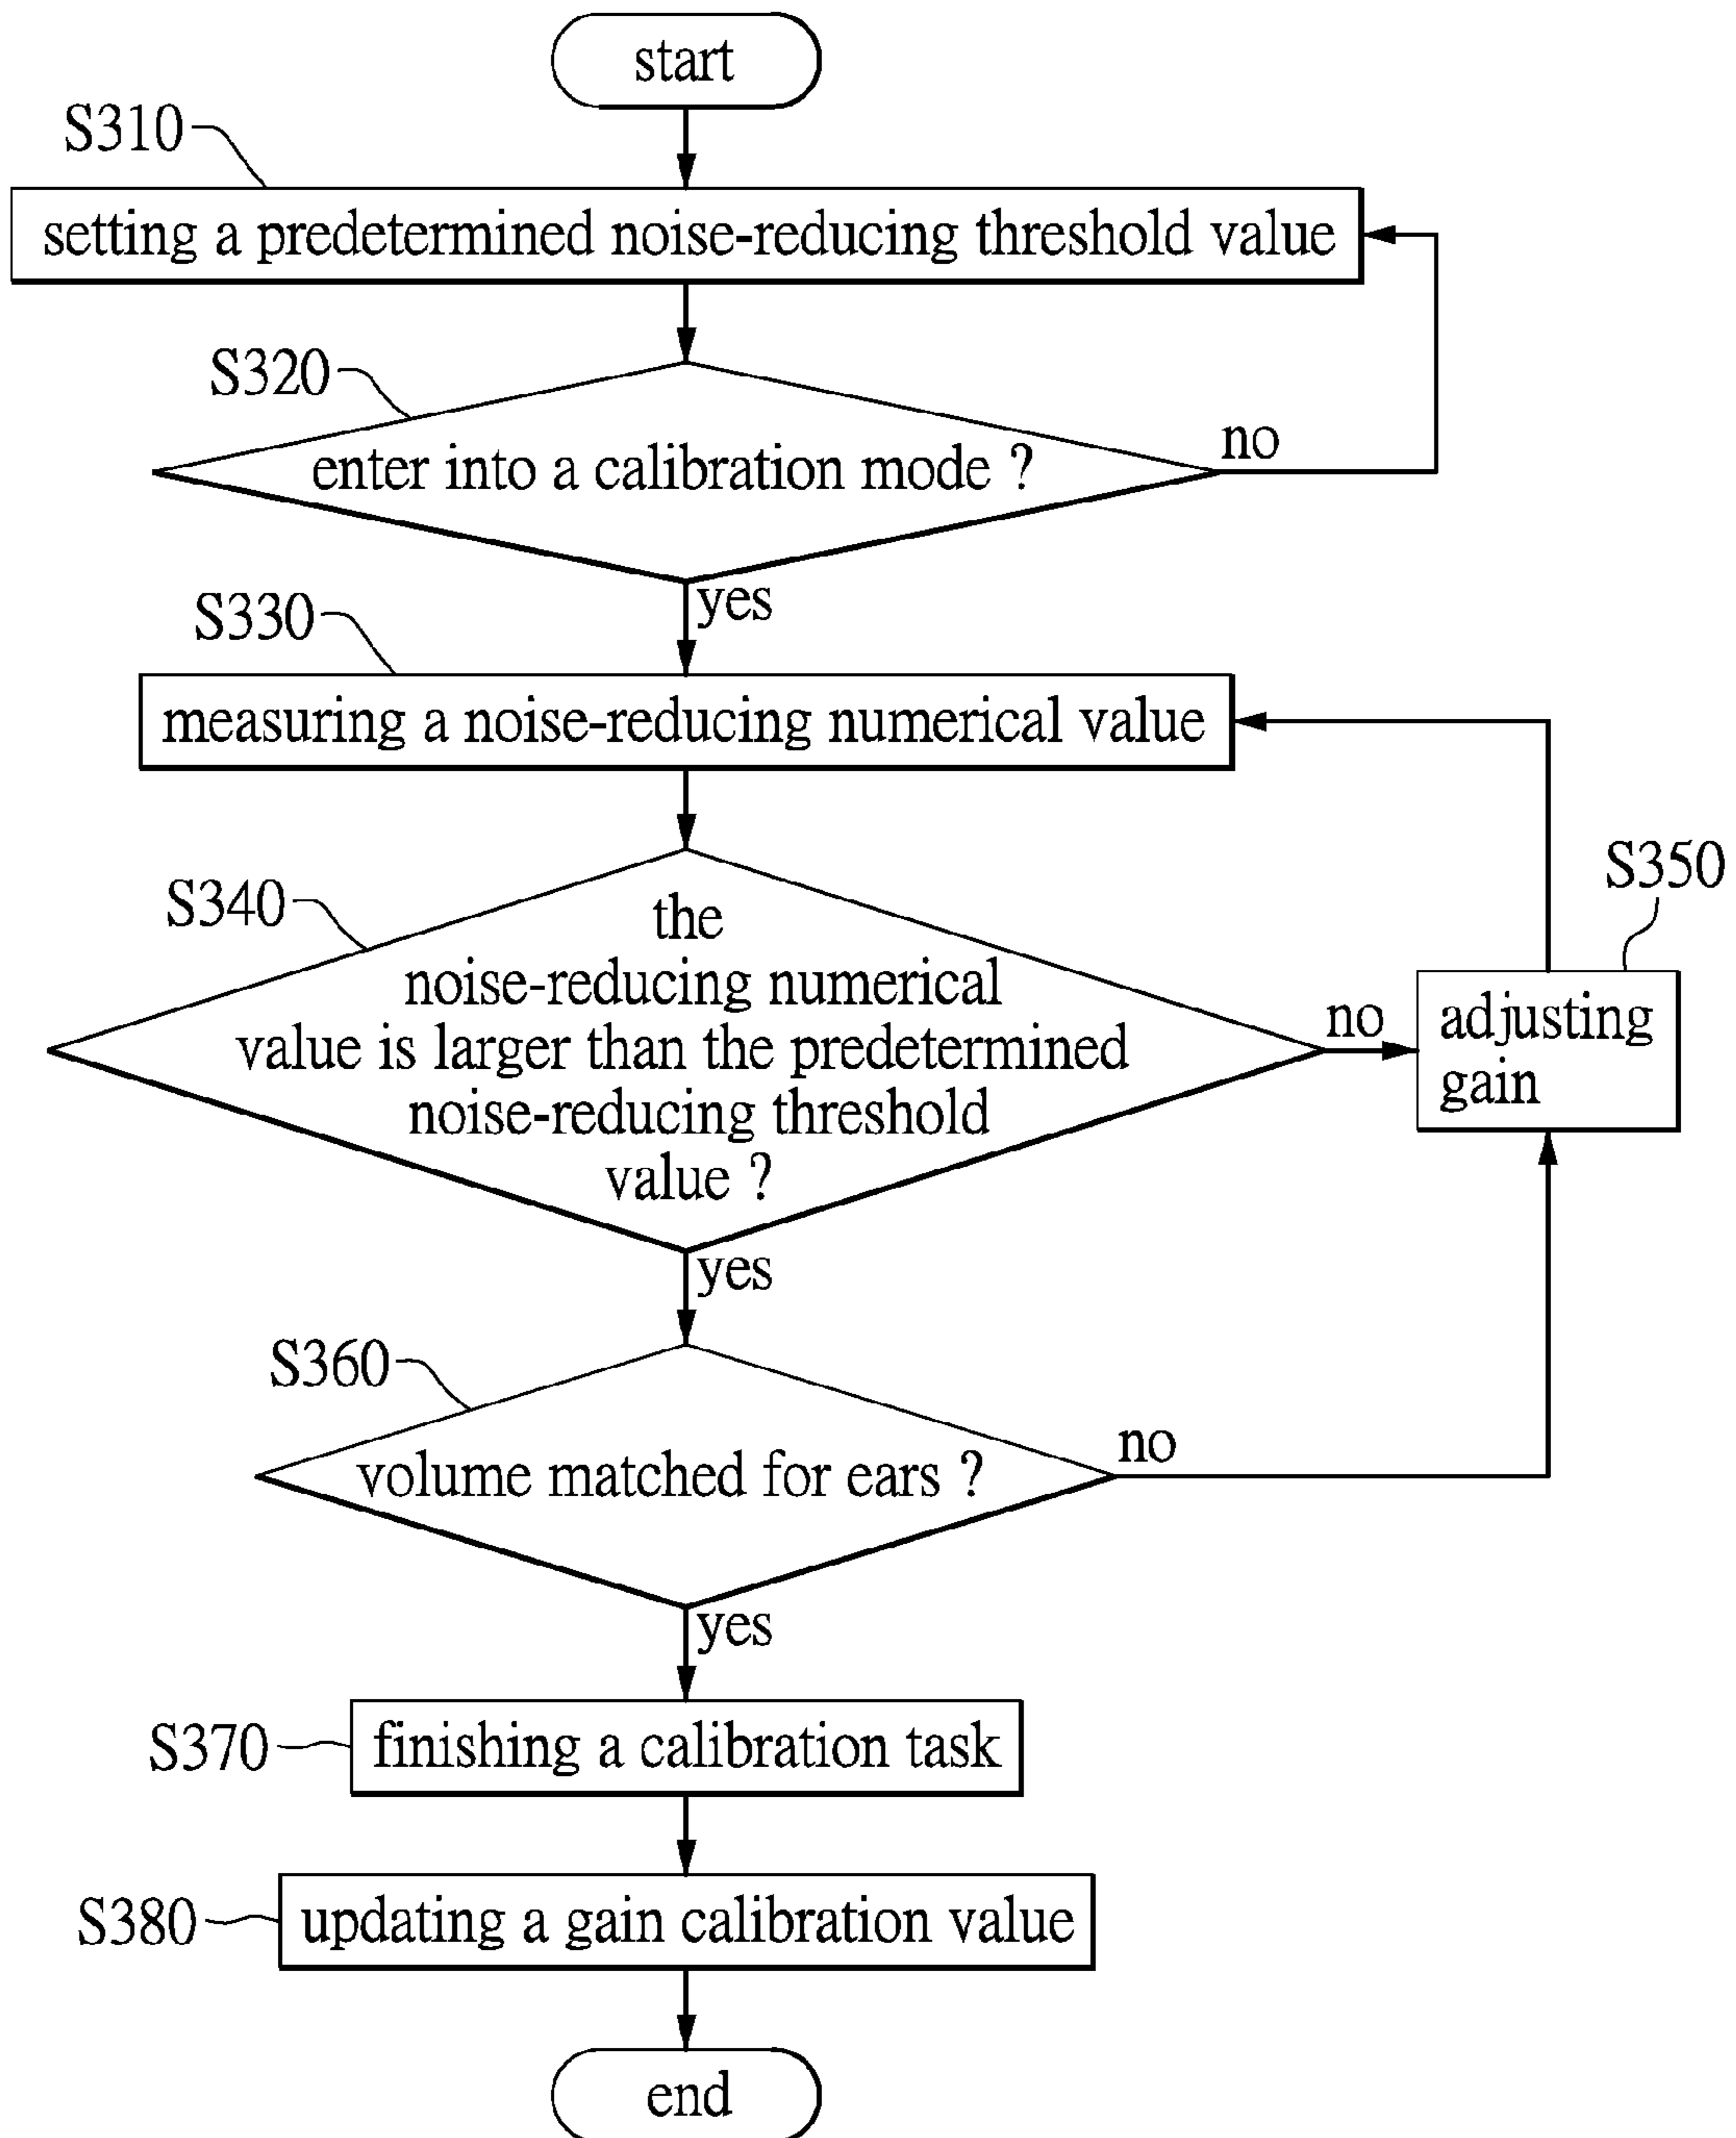 start
S310
setting a predetermined noise-reducing threshold value
S320
enter into a calibration mode ?
no
yes
S330
measuring a noise-reducing numerical value
S340
the
noise-reducing numerical
value is larger than the predetermined
noise-reducing threshold
value ?
no
S350
adjusting
gain
yes
S360
volume matched for ears ?
no
yes
S370
finishing a calibration task
S380
updating a gain calibration value
end